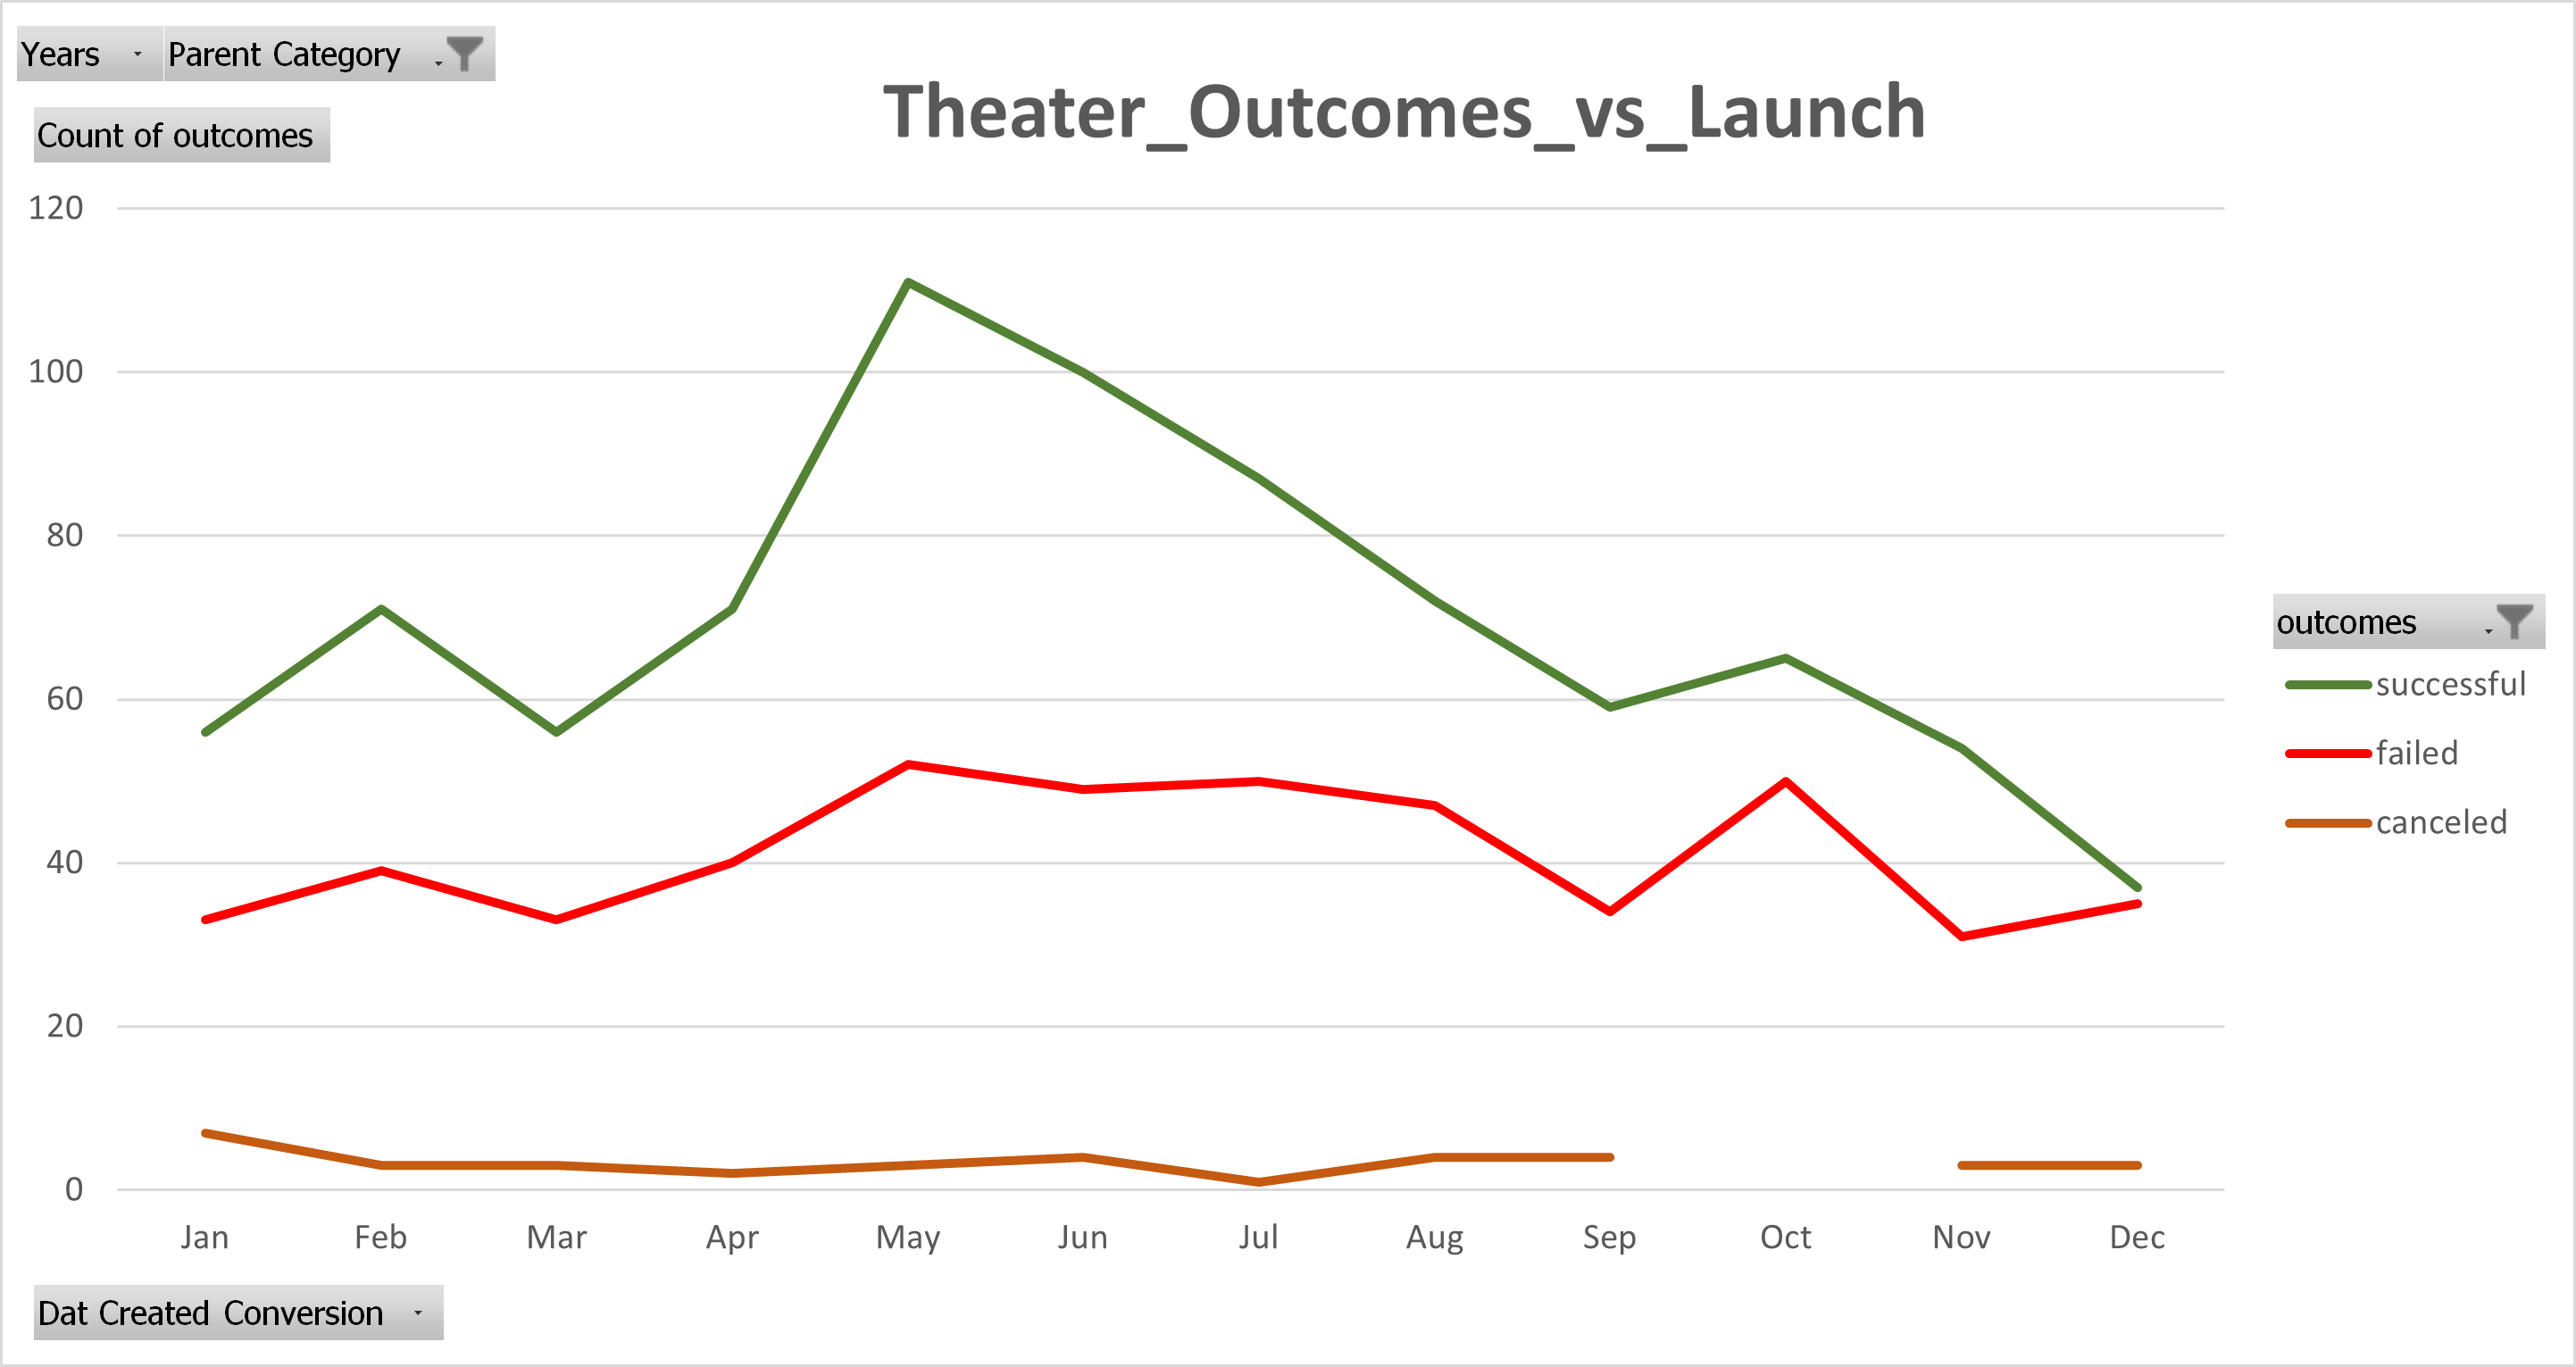 Years
Parent Category
Count of outcomes
Theater_Outcomes_vs_Launch
120
100
80
60
40
20
0
Jan Feb Mar Apr May Jun Jul Aug Sep Oct Nov Dec
outcomes
successful
failed
canceled
Dat Created Conversion